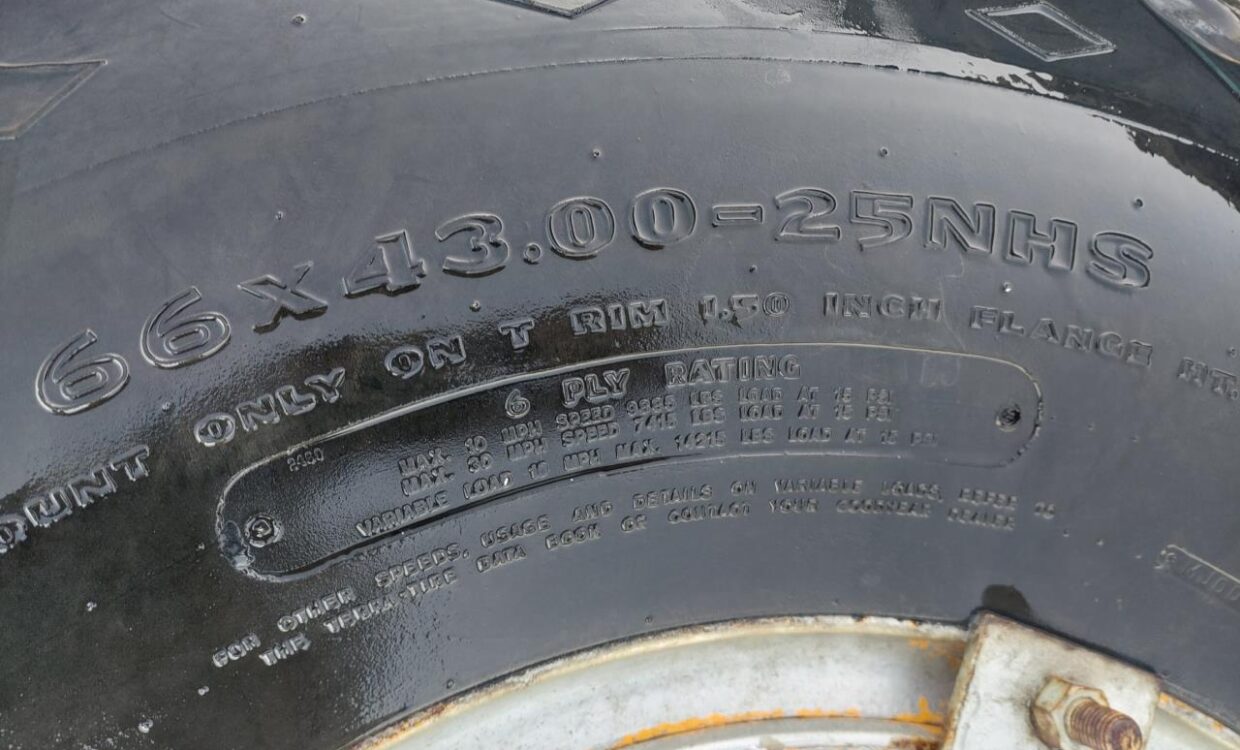 66X43.00-25NHS
MOUNT ONLY ON T RIM 1.50 INCH FLANGE HT.
6 PLY RATING
MAX. 10 MPH SPEED LBS LOAD AT 15 PSI
MAX. 30 MPH SPEED 7415 LBS LOAD AT 15 PSI
VARIABLE LOAD 10 MPH MAX. 14215 LBS LOAD AT 15 PSI
FOR OTHER SPEEDS, USAGE AND DETAILS ON VARIABLE LOADS, REFER TO
THE TERRA-TIRE DATA BOOK OR CONTACT YOUR GOODYEAR DEALER